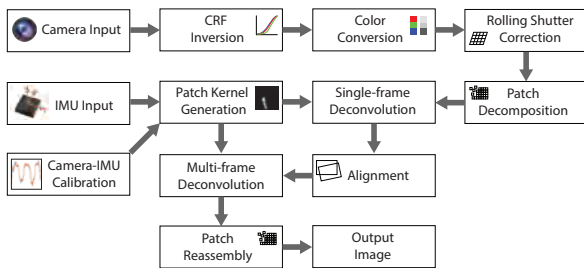 Camera Input
CRF
Inversion
Color
Conversion
Rolling Shutter
Correction
IMU Input
Patch Kernel
Generation
Single-frame
Deconvolution
Patch
Decomposition
Camera-IMU
Calibration
Multi-frame
Deconvolution
Alignment
Patch
Reassembly
Output
Image